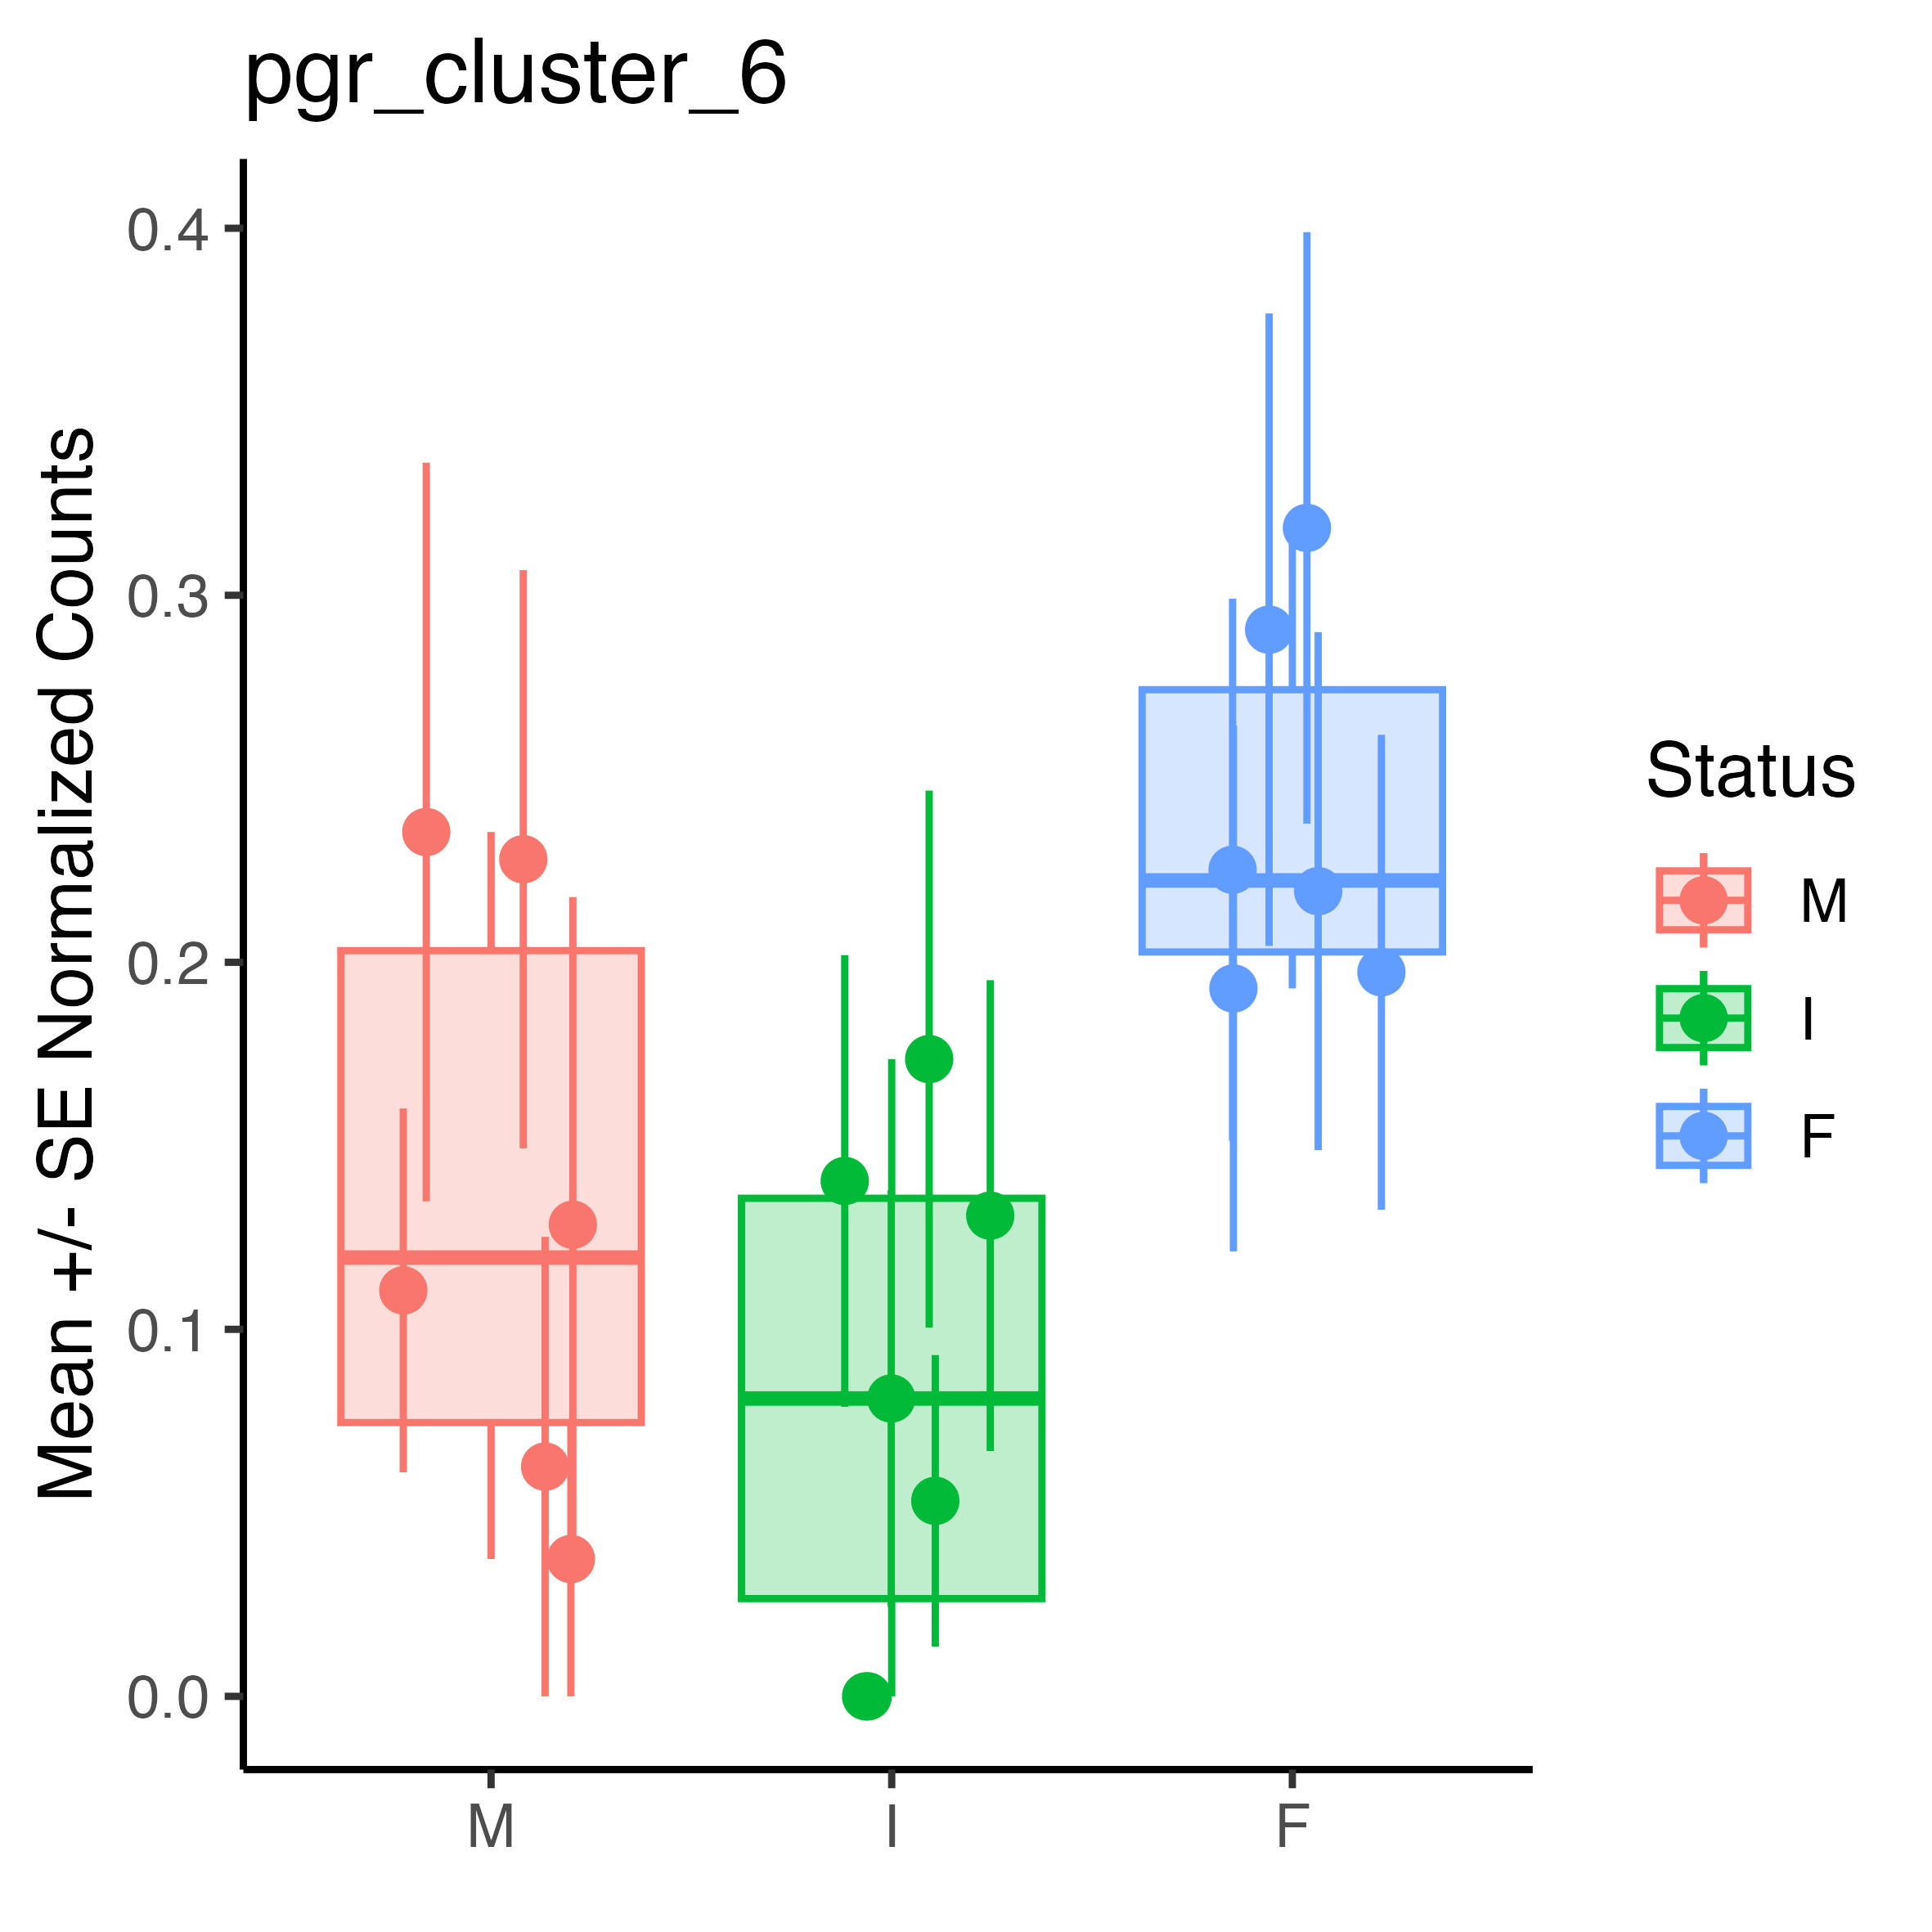 pgr_cluster_6
Mean +/- SE Normalized Counts
0.4
0.3
0.2
0.1
0.0
M
I
F
Status
M
I
F